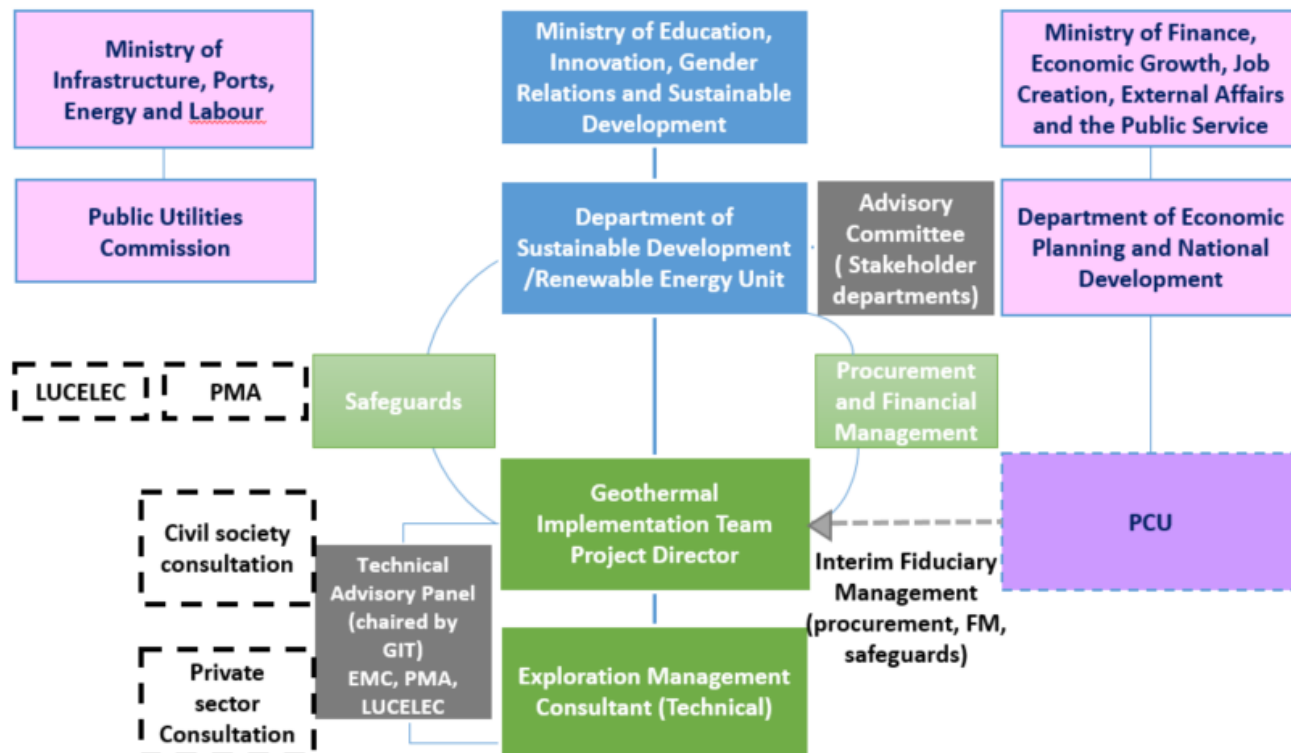 Ministry of
Infrastructure, Ports,
Energy and Labour
Ministry of Education,
Innovation, Gender
Relations and Sustainable
Development
Ministry of Finance,
Economic Growth, Job
Creation, External Affairs
and the Public Service
Public Utilities
Commission
Department of
Sustainable Development
/Renewable Energy Unit
Advisory
Committee
( Stakeholder
departments)
Department of Economic
Planning and National
Development
LUCELEC
PMA
Safeguards
Procurement
and Financial
Management
Civil society
consultation
Technical
Advisory Panel
(chaired by
GIT)
EMC, PMA,
LUCELEC
Geothermal
Implementation Team
Project Director
Interim Fiduciary
Management
(procurement, FM,
safeguards)
PCU
Private
sector
Consultation
Exploration Management
Consultant (Technical)